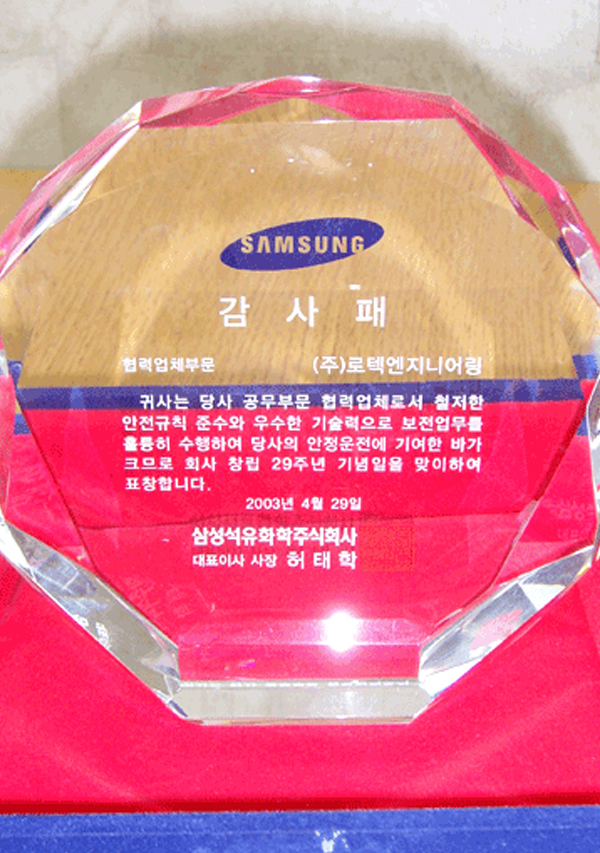 SAMSUNG
감 사 패
협력업체부문 (주)로텍엔지니어링
귀사는 당사 공무부문 협력업체로서 철저한
안전규칙 준수와 우수한 기술력으로 보전업무를
훌륭히 수행하여 당사의 안정운전에 기여한 바가
크므로 회사 창립 29주년 기념일을 맞이하여
표창합니다.
2003년 4월 29일
삼성석유화학주식회사
대표이사 사장 허태학